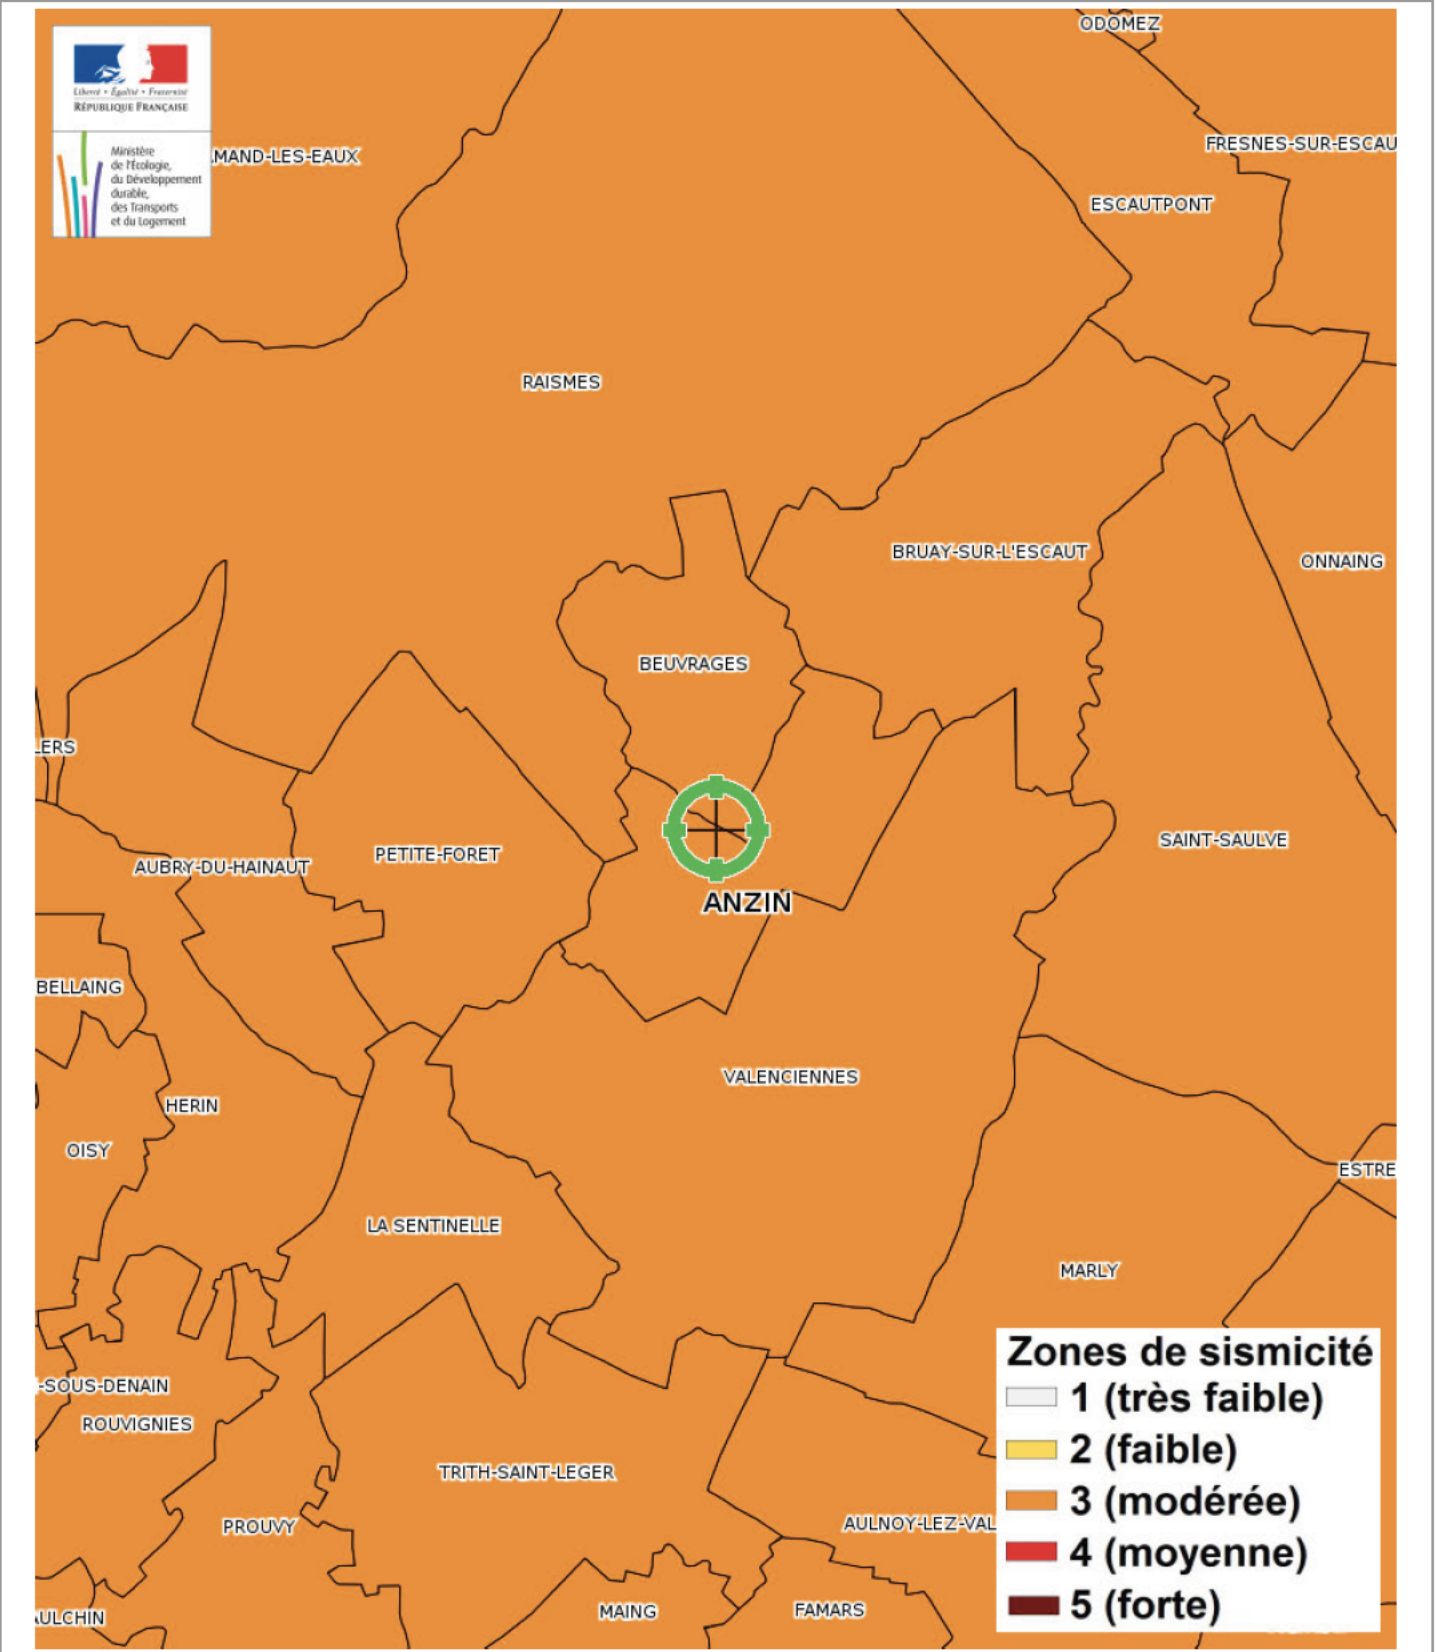 ODOMEZ
Liberté • Égalité • Fraternité
RÉPUBLIQUE FRANÇAISE
Ministère
de l'Écologie,
du Développement
durable,
des Transports
et du Logement
MAND-LES-EAUX
FRESNES-SUR-ESCAU
ESCAUTPONT
RAISMES
BRUAY-SUR-L'ESCAUT
ONNAING
BEUVRAGES
LERS
SAINT-SAULVE
PETITE-FORET
AUBRY-DU-HAINAUT
ANZIN
BELLAING
VALENCIENNES
HERIN
OISY
ESTRE
LA SENTINELLE
MARLY
-SOUS-DENAIN
ROUVIGNIES
TRITH-SAINT-LEGER
PROUVY
AULNOY-LEZ-VAL
MAING
FAMARS
AULCHIN
Zones de sismicité
1 (très faible)
2 (faible)
3 (modérée)
4 (moyenne)
5 (forte)